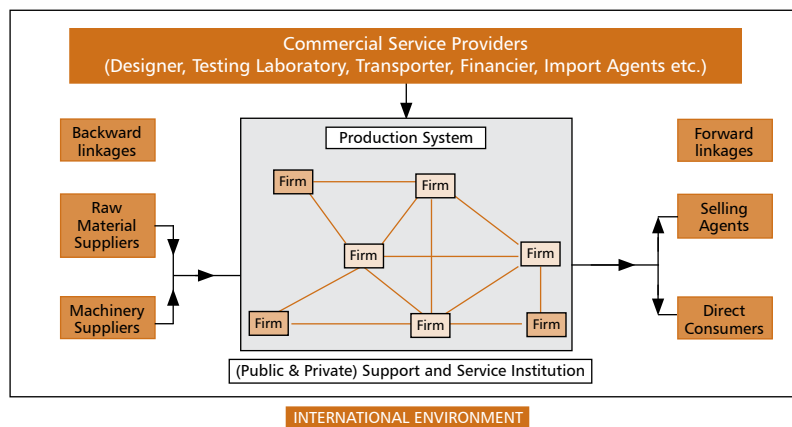 Commercial Service Providers
(Designer, Testing Laboratory, Transporter, Financier, Import Agents etc.)
Backward
linkages
Production System
Forward
linkages
Firm
Firm
Raw
Material
Suppliers
Selling
Agents
Firm
Firm
Machinery
Suppliers
Firm
Firm
Firm
Direct
Consumers
(Public & Private) Support and Service Institution
INTERNATIONAL ENVIRONMENT